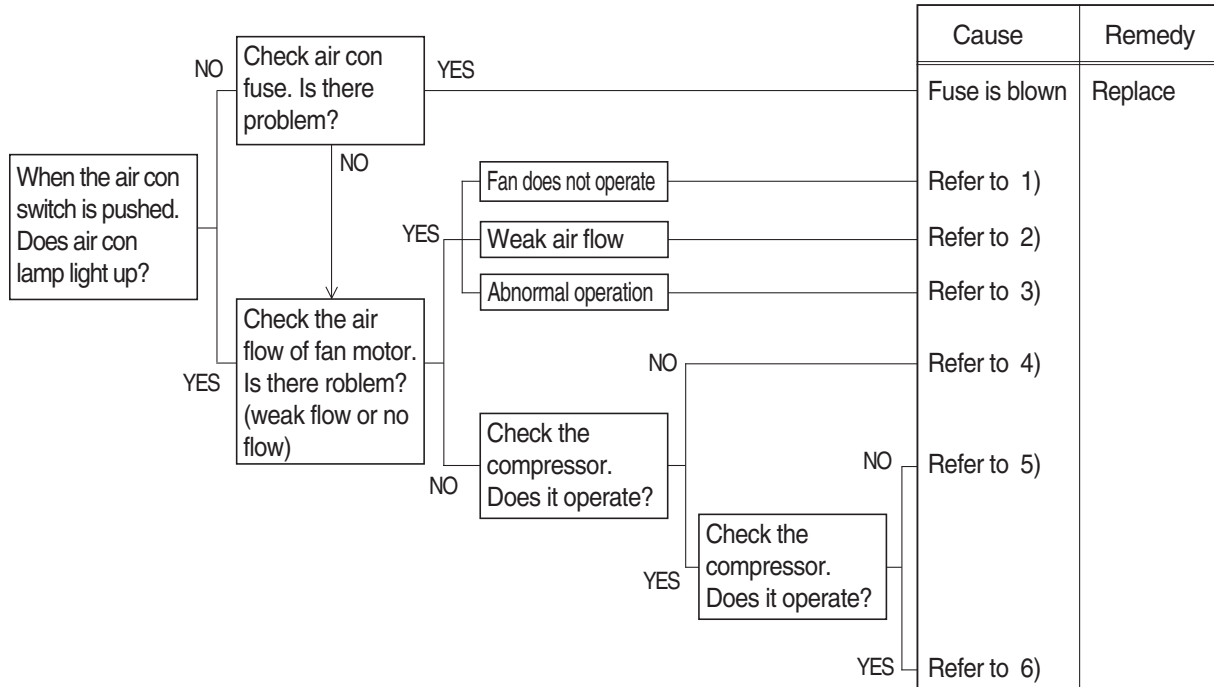 Cause Remedy
NO
Check air con
fuse. Is there
problem?
YES
Fuse is blown Replace
NO
When the air con
switch is pushed.
Does air con
lamp light up?
YES
Fan does not operate
Refer to 1)
Weak air flow
Refer to 2)
Abnormal operation
Refer to 3)
YES
Check the air
flow of fan motor.
Is there roblem?
(weak flow or no
flow)
NO
Refer to 4)
NO
Check the
compressor.
Does it operate?
NO
Refer to 5)
YES
Check the
compressor.
Does it operate?
YES
Refer to 6)